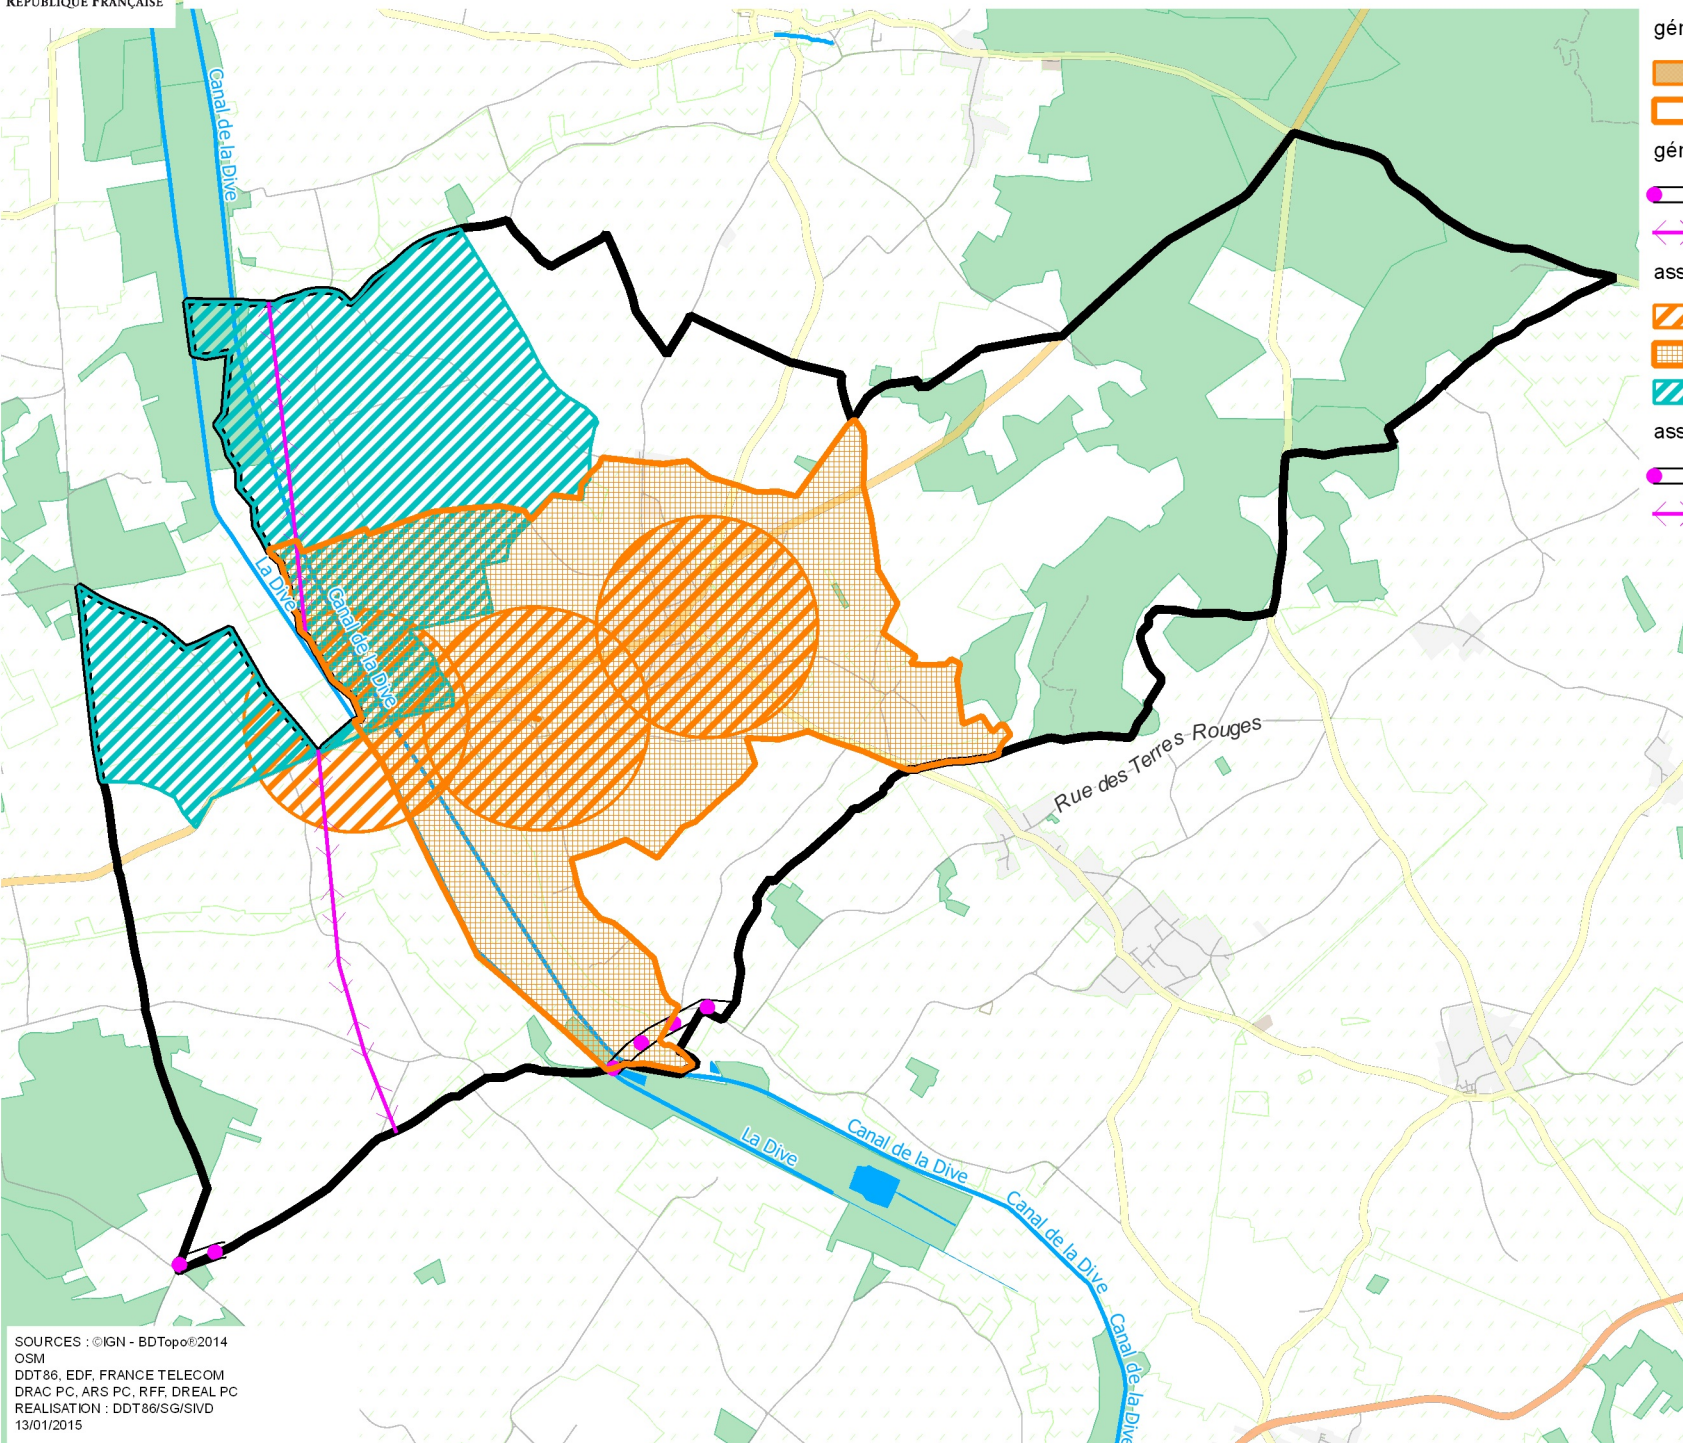 RÉPUBLIQUE FRANÇAISE
Canal de la Dive
La Dive
Canal de la Dive
Rue des Terres Rouges
La Dive
Canal de la Dive
Canal de la Dive
Canal de la Dive
gér
gér
ass
ass
SOURCES : ©IGN - BDTopo®2014
OSM
DDT86, EDF, FRANCE TELECOM
DRAC PC, ARS PC, RFF, DREAL PC
REALISATION : DDT86/SG/SIVD
13/01/2015